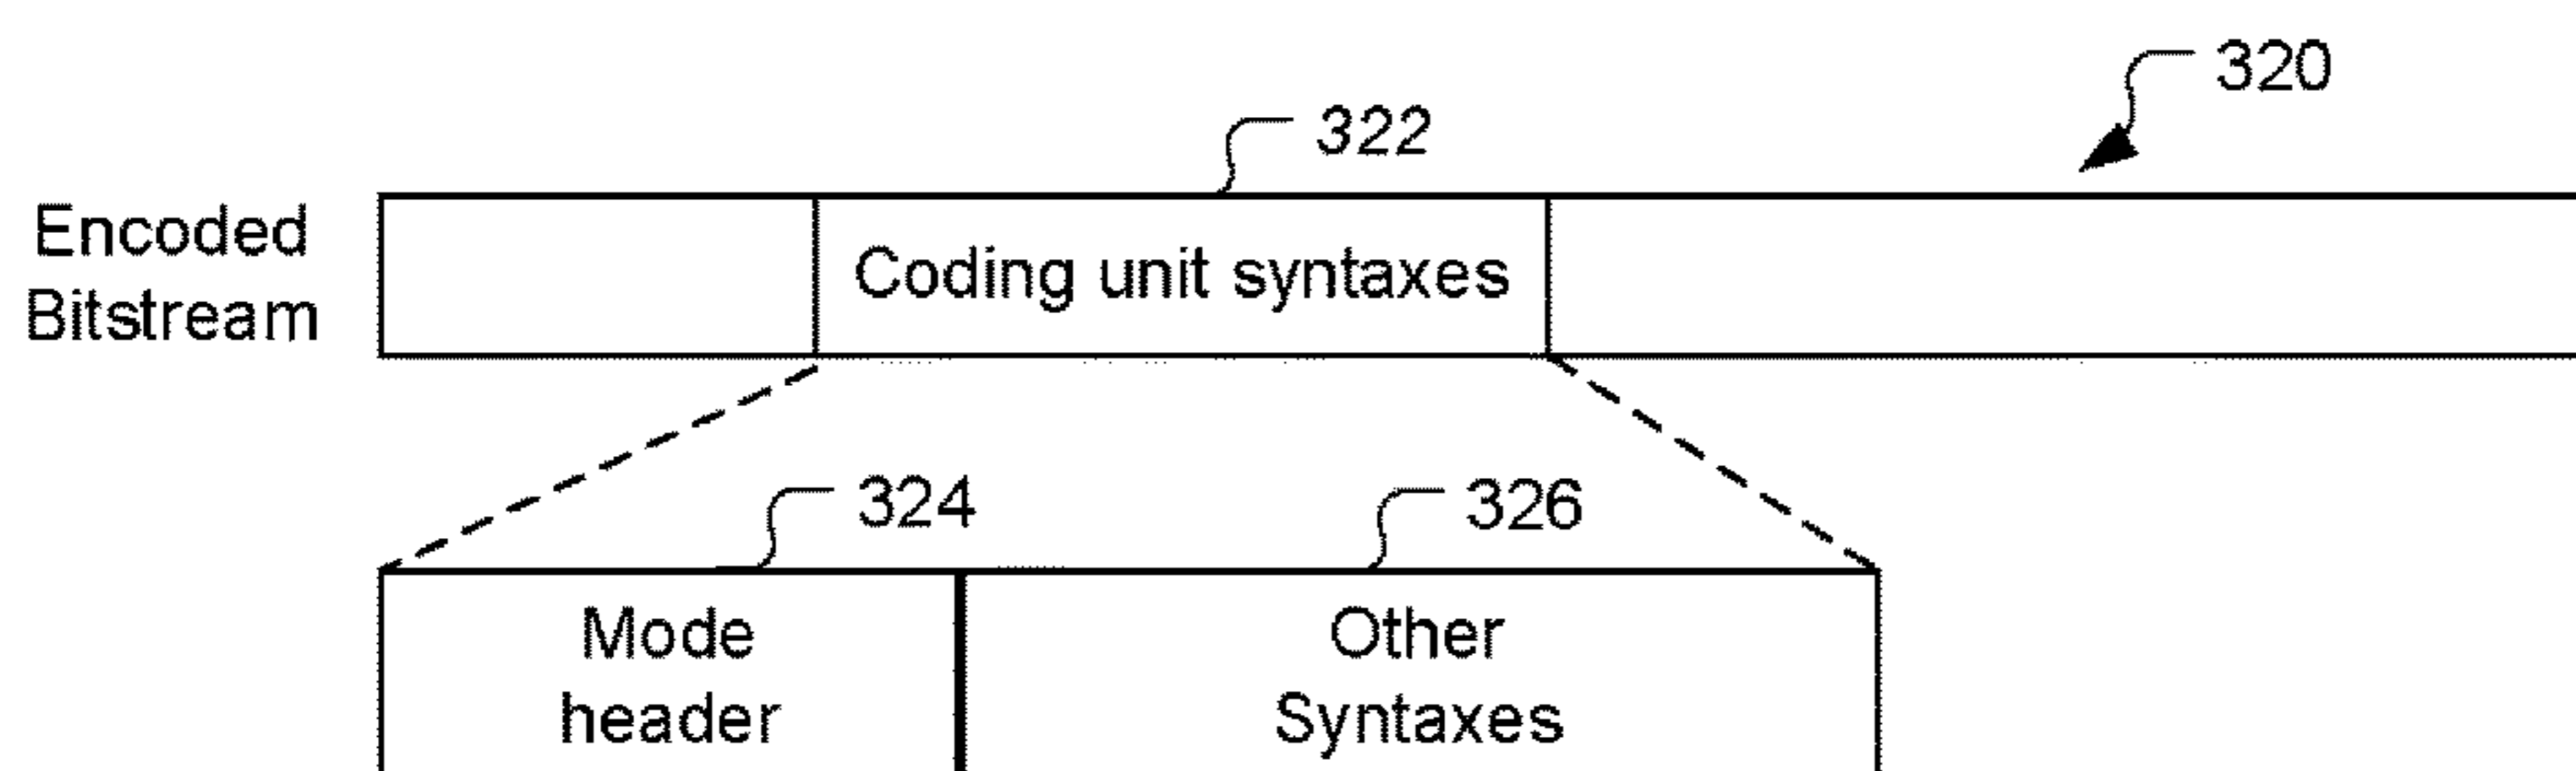 320
322
Encoded
Bitstream
Coding unit syntaxes
324
326
Mode
header
Other
Syntaxes